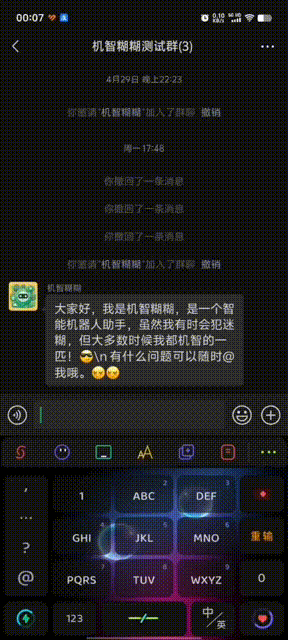 00:07
0.10
KB/s
5G HD
机智糊糊测试群(3)
4月29日 晚上22:23
你邀请"机智糊糊"加入了群聊 撤销
周一 17:48
你撤回了一条消息
你撤回了一条消息
你撤回了一条消息
你邀请"机智糊糊"加入了群聊 撤销
机智糊糊
大家好，我是机智糊糊，是一个智
能机器人助手，虽然我有时会犯迷
糊，但大多数时候我都机智的一
匹！😎\n 有什么问题可以随时@
我哦。😊😊
，
1
2
ABC
3
DEF
…
4
GHI
5
JKL
6
MNO
重输
？
@
7
PQRS
8
TUV
9
WXYZ
0
123
中/英